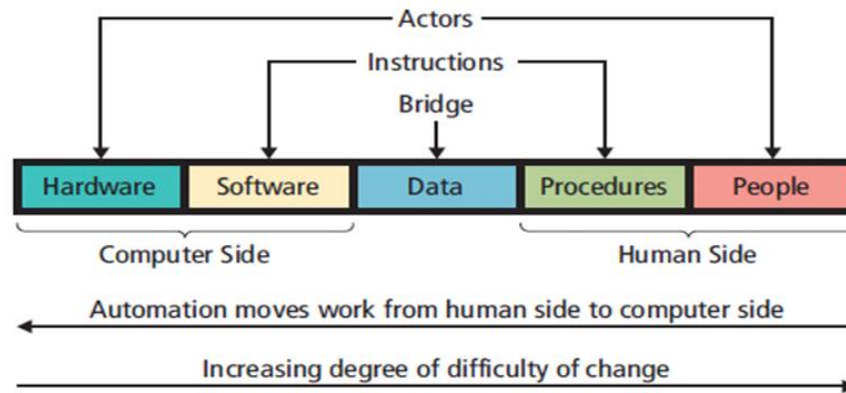 Actors
Instructions
Bridge
Hardware Software Data Procedures People
Computer Side Human Side
Automation moves work from human side to computer side
Increasing degree of difficulty of change